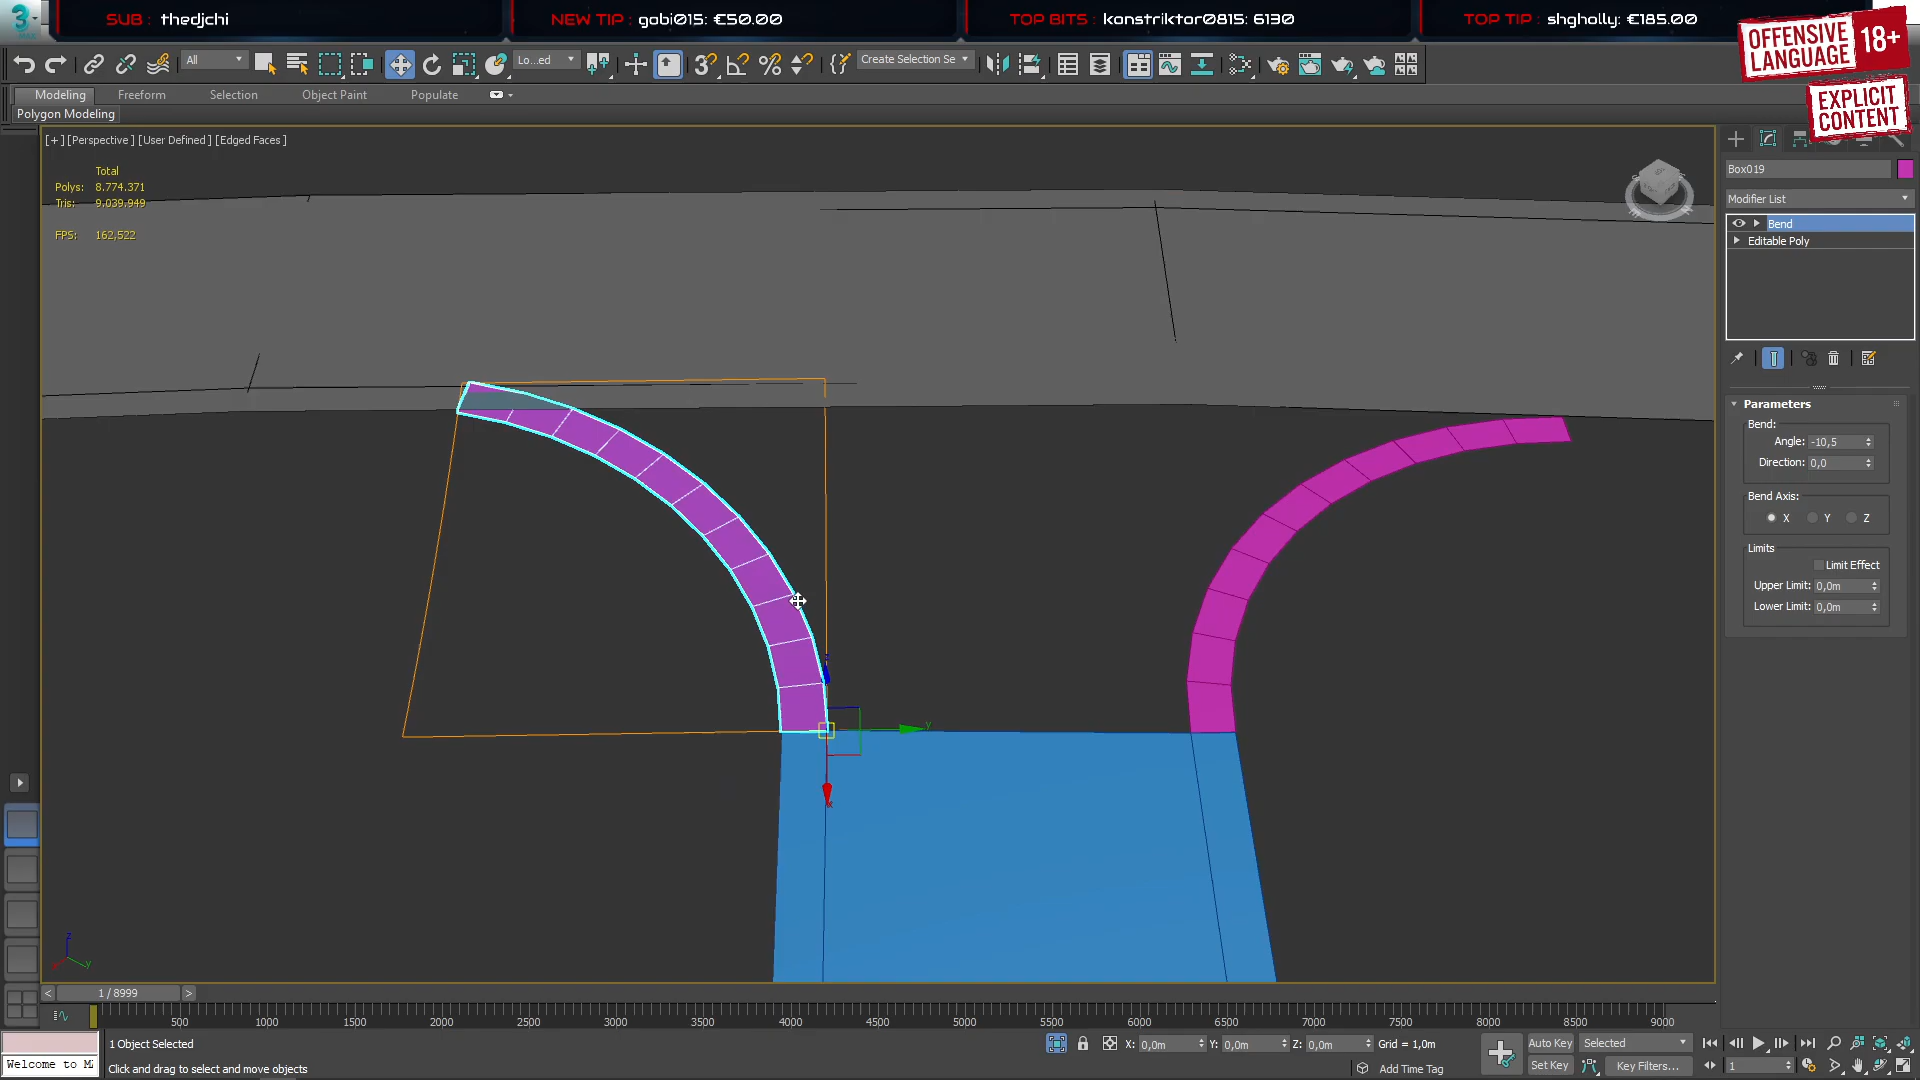 SUB : thedjchi
NEW TIP : gabi015: €50.00
TOP BITS : konstriktor0815: 6130
TOP TIP : shgholly: €185.00
OFFENSIVE LANGUAGE 18+
EXPLICIT CONTENT
All
Lo...ed
Create Selection Se
Modeling
Freeform
Selection
Object Paint
Populate
Polygon Modeling
[+] [Perspective ] [User Defined ] [Edged Faces ]
Total
Polys: 8.774.371
Tris: 9.039.949
FPS: 162,522
Box019
Modifier List
Bend
Editable Poly
Parameters
Bend:
Angle: -10,5
Direction: 0,0
Bend Axis:
X Y Z
Limits
Limit Effect
Upper Limit: 0,0m
Lower Limit: 0,0m
y
x
z
y
< 1 / 8999 >
500 1000 1500 2000 2500 3000 3500 4000 4500 5000 5500 6000 6500 7000 7500 8000 8500 9000
1 Object Selected
X: 0,0m Y: 0,0m Z: 0,0m Grid = 1,0m
Auto Key
Selected
Welcome to M
Click and drag to select and move objects
Add Time Tag
Set Key
Key Filters...
1